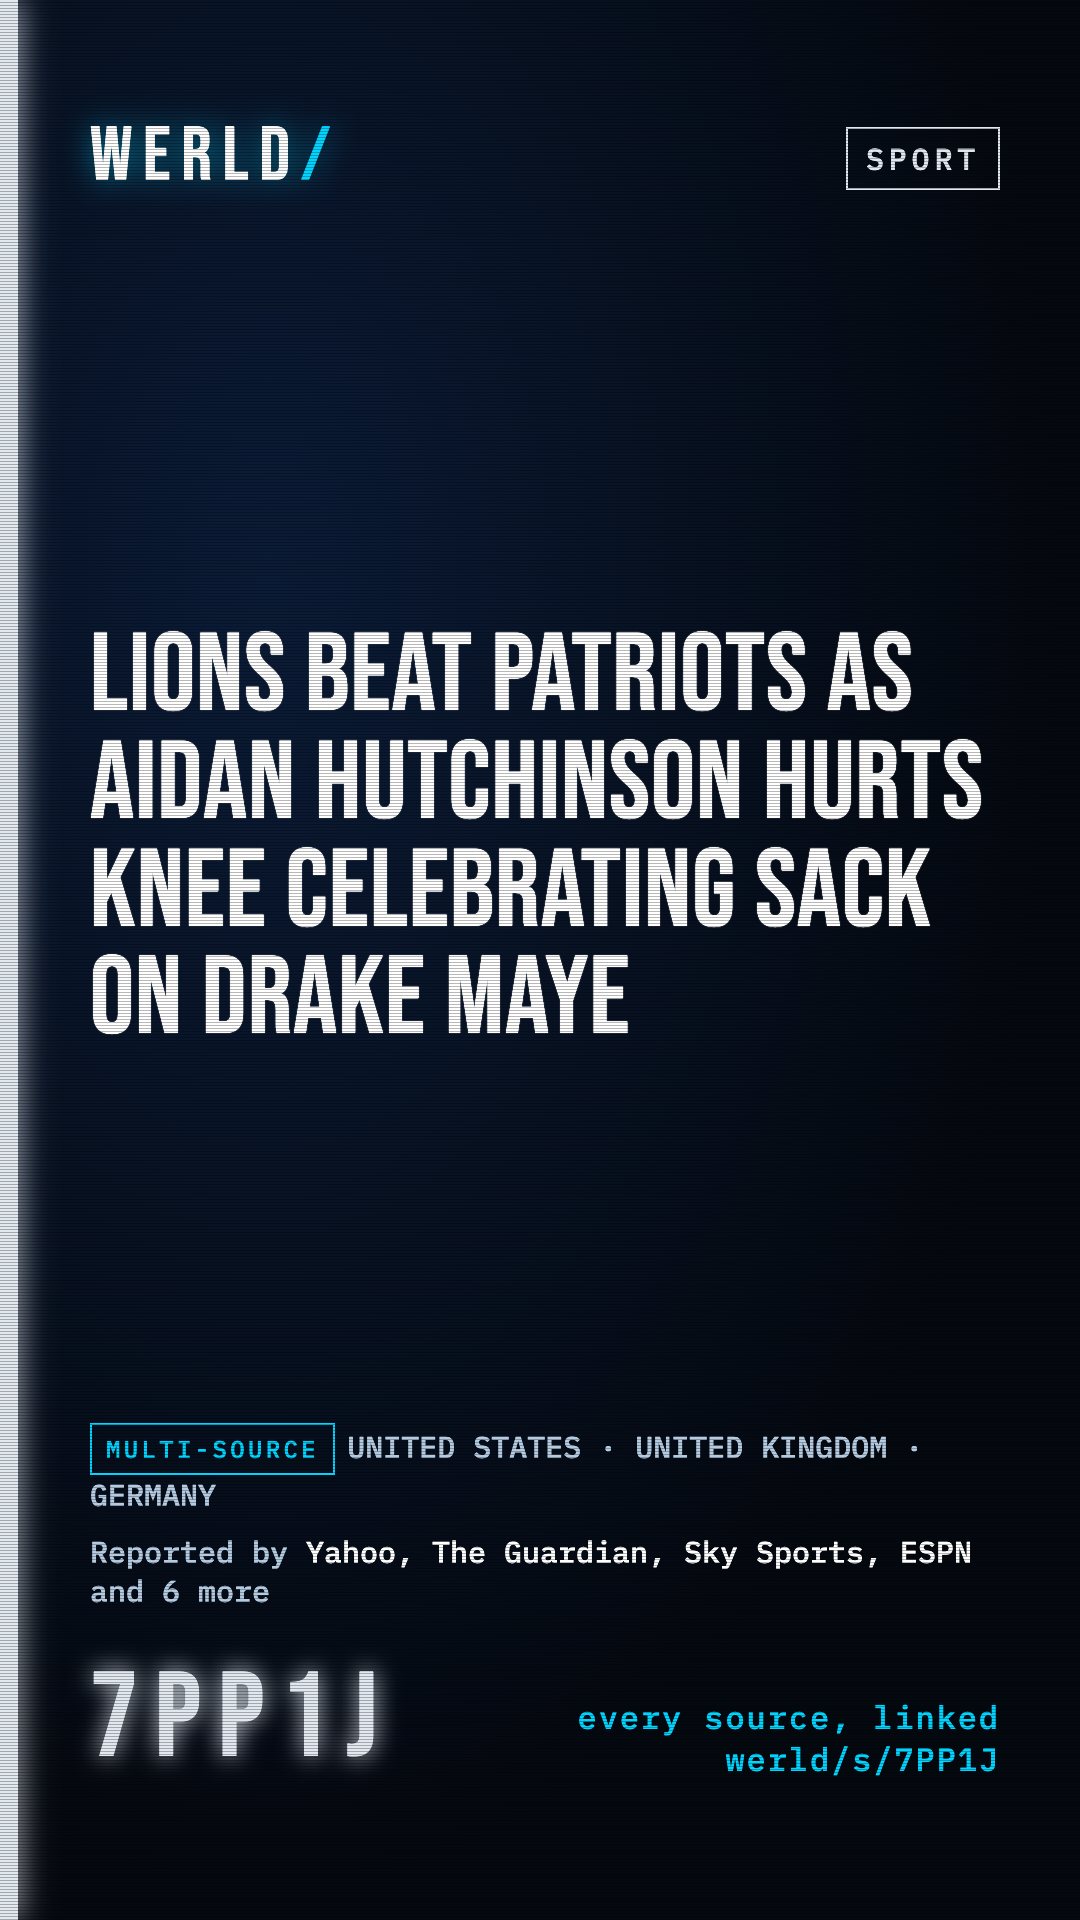 WERLD/
SPORT
LIONS BEAT PATRIOTS AS
AIDAN HUTCHINSON HURTS
KNEE CELEBRATING SACK
ON DRAKE MAYE
MULTI-SOURCE UNITED STATES · UNITED KINGDOM ·
GERMANY
Reported by Yahoo, The Guardian, Sky Sports, ESPN
and 6 more
7PP1J
every source, linked
werld/s/7PP1J